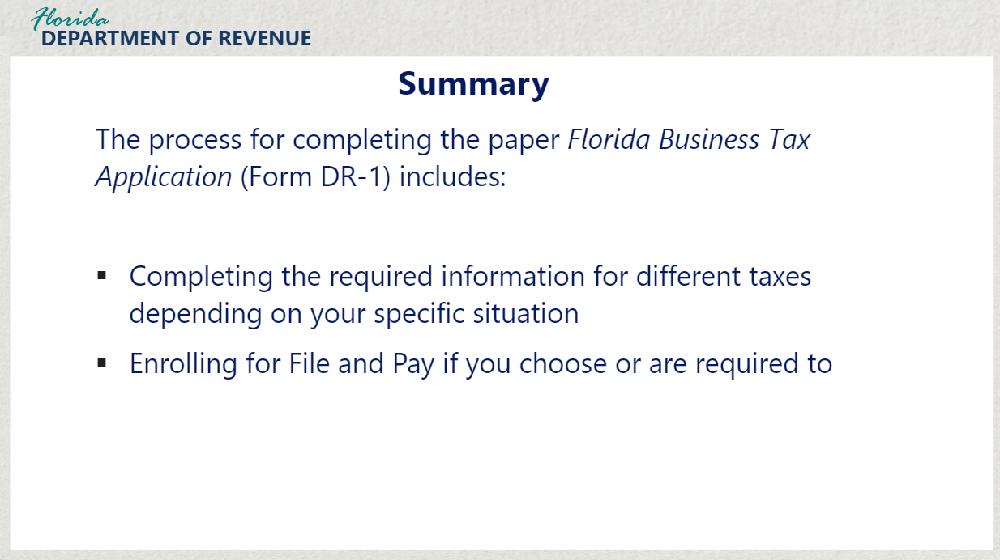 Florida
DEPARTMENT OF REVENUE
Summary
The process for completing the paper Florida Business Tax
Application (Form DR-1) includes:
▪ Completing the required information for different taxes
depending on your specific situation
▪ Enrolling for File and Pay if you choose or are required to